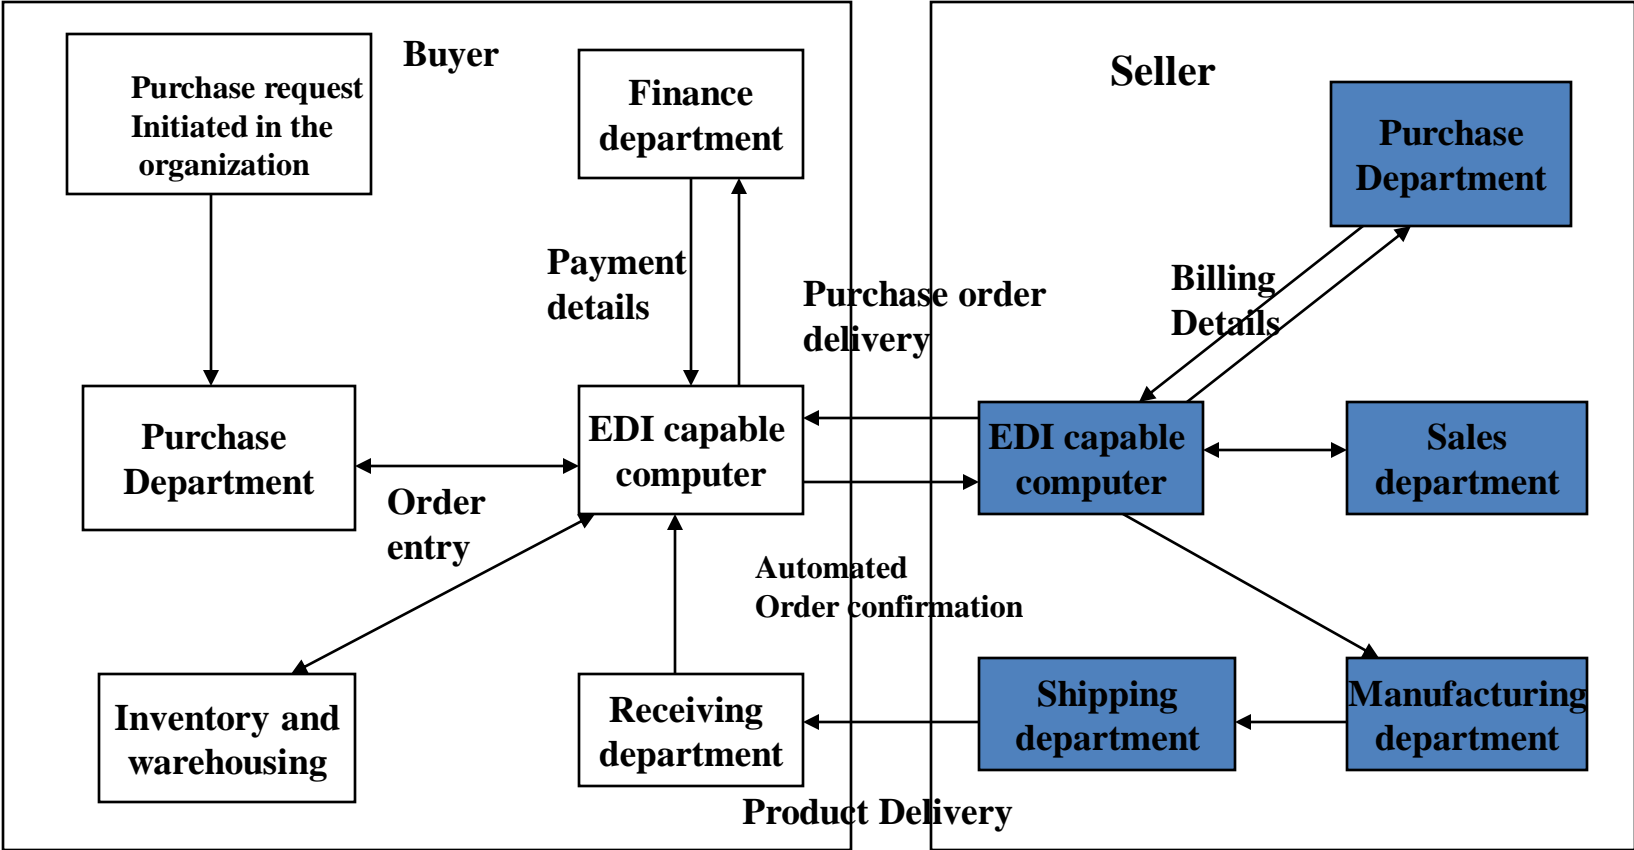 Buyer
Seller
Purchase request
Initiated in the
organization
Finance
department
Purchase
Department
Payment
details
Purchase order
delivery
Billing
Details
Purchase
Department
EDI capable
computer
EDI capable
computer
Sales
department
Order
entry
Automated
Order confirmation
Inventory and
warehousing
Receiving
department
Shipping
department
Manufacturing
department
Product Delivery